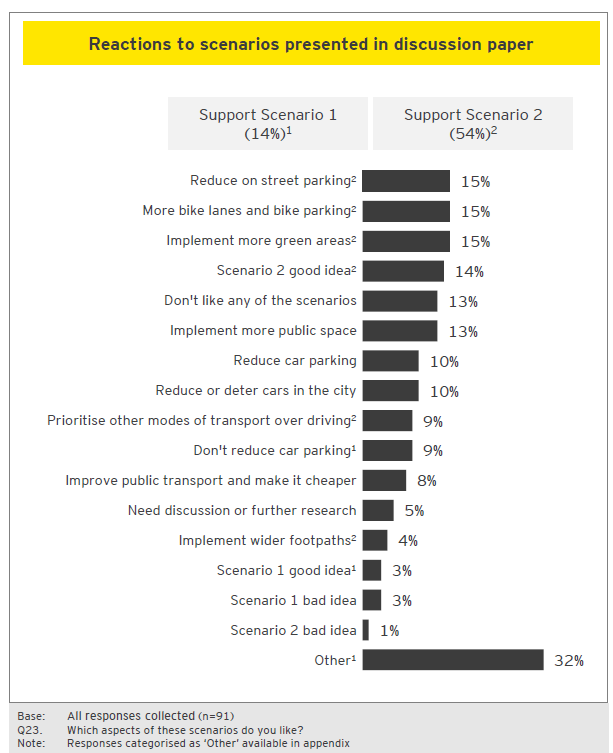 Reactions to scenarios presented in discussion paper
Support Scenario 1
(14%)¹
Support Scenario 2
(54%)²
Reduce on street parking² 15%
More bike lanes and bike parking² 15%
Implement more green areas² 15%
Scenario 2 good idea² 14%
Don't like any of the scenarios 13%
Implement more public space 13%
Reduce car parking 10%
Reduce or deter cars in the city 10%
Prioritise other modes of transport over driving² 9%
Don't reduce car parking¹ 9%
Improve public transport and make it cheaper 8%
Need discussion or further research 5%
Implement wider footpaths² 4%
Scenario 1 good idea¹ 3%
Scenario 1 bad idea 3%
Scenario 2 bad idea 1%
Other¹ 32%
Base: All responses collected (n=91)
Q23. Which aspects of these scenarios do you like?
Note: Responses categorised as ‘Other’ available in appendix